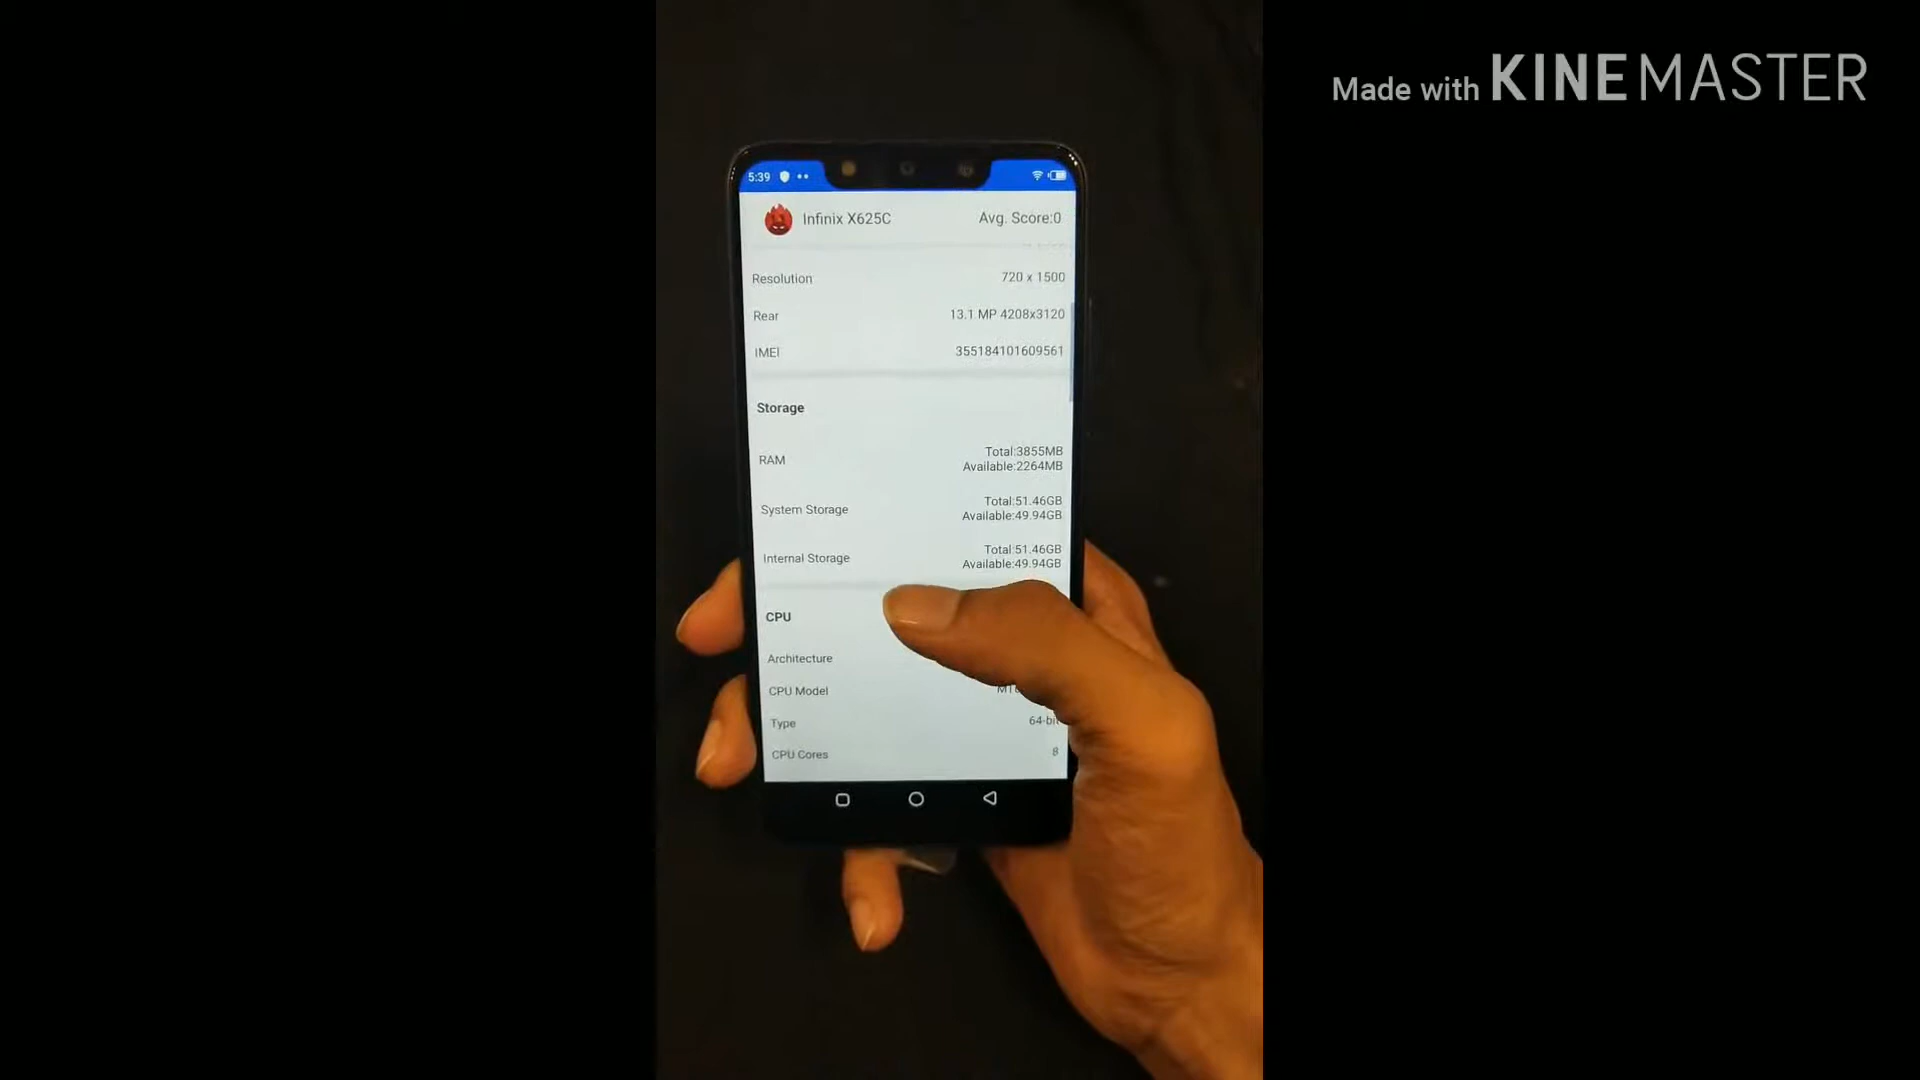 Made with KINEMASTER
5:39
Infinix X625C Avg. Score:0
Resolution 720 x 1500
Rear 13.1 MP 4208x3120
IMEI 355184101609561
Storage
RAM Total:3855MB
Available:2264MB
System Storage Total:51.46GB
Available:49.94GB
Internal Storage Total:51.46GB
Available:49.94GB
CPU
Architecture
CPU Model
Type 64-bit
CPU Cores 8